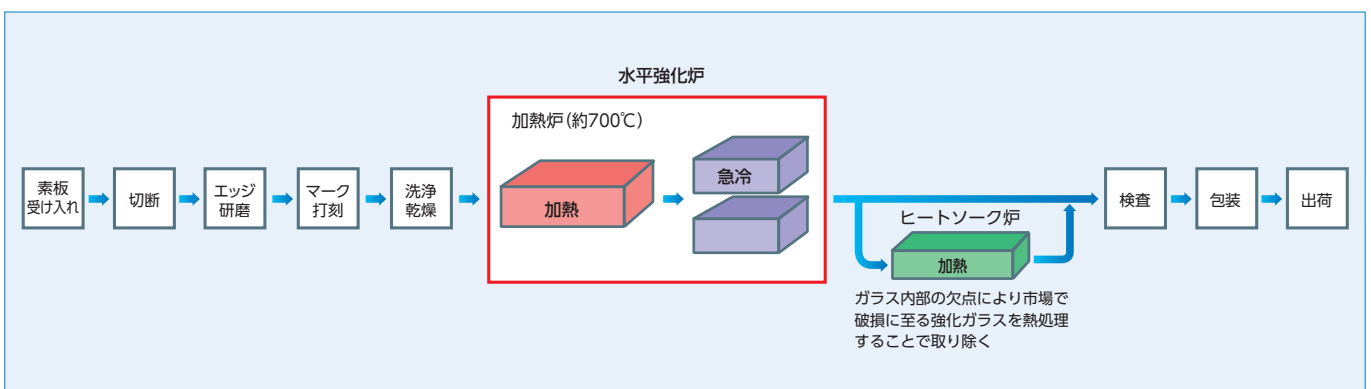 水平強化炉
加熱炉(約700℃)
素板
受け入れ
切断
エッジ
研磨
マーク
打刻
洗浄
乾燥
加熱
急冷
ヒートソーク炉
加熱
ガラス内部の欠点により市場で
破損に至る強化ガラスを熱処理
することで取り除く
検査
包装
出荷